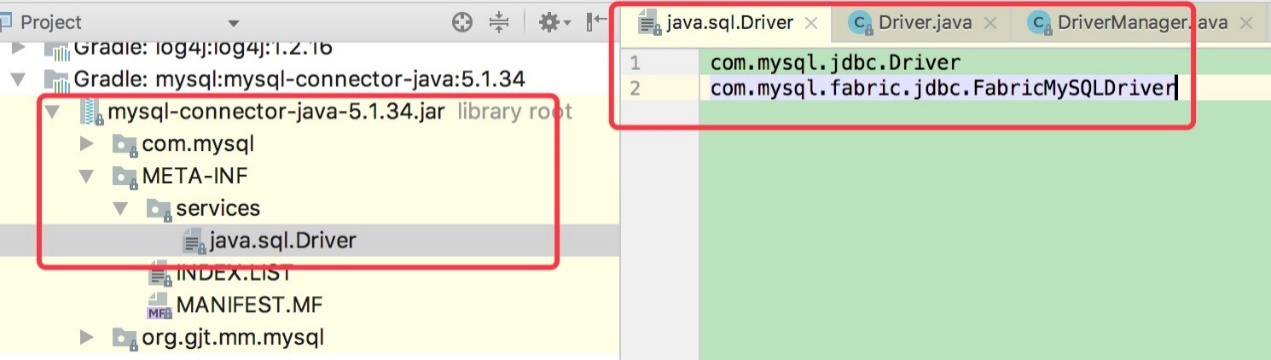 Project
Gradle: log4j:log4j:1.2.16
Gradle: mysql:mysql-connector-java:5.1.34
mysql-connector-java-5.1.34.jar library root
com.mysql
META-INF
services
java.sql.Driver
INDEX.LIST
MF MANIFEST.MF
org.gjt.mm.mysql
java.sql.Driver C Driver.java C DriverManager.java
1 com.mysql.jdbc.Driver
2 com.mysql.fabric.jdbc.FabricMySQLDriver